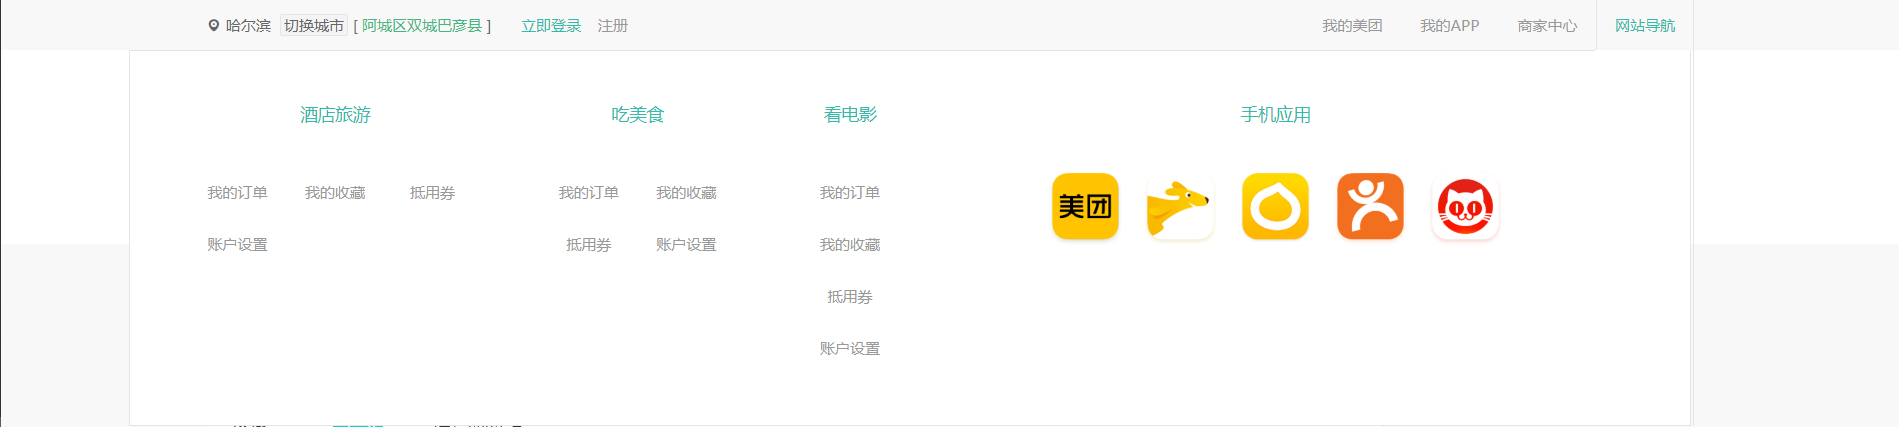 哈尔滨 切换城市 [ 阿城区双城巴彦县 ] 立即登录 注册 我的美团 我的APP 商家中心 网站导航
酒店旅游 吃美食 看电影 手机应用
我的订单 我的收藏 抵用券 我的订单 我的收藏 我的订单
美团
账户设置 抵用券 账户设置 我的收藏
抵用券
账户设置